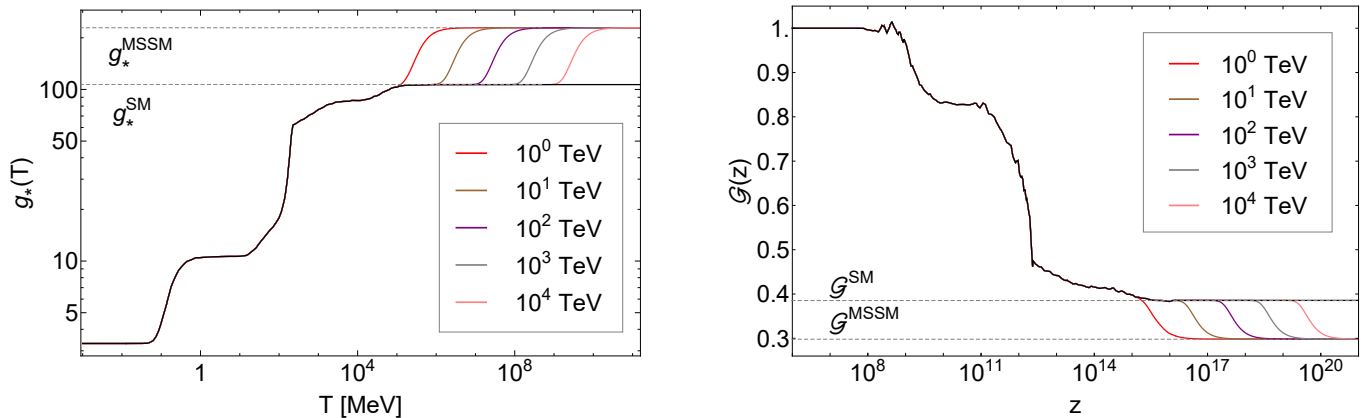 g*^MSSM
g*^SM
100
50
10
5
g*(T)
1
10^4
10^8
T [MeV]
10^0 TeV
10^1 TeV
10^2 TeV
10^3 TeV
10^4 TeV
1.
0.9
0.8
0.7
0.6
0.5
0.4
0.3
𝒢(z)
𝒢^SM
𝒢^MSSM
10^8
10^11
10^14
10^17
10^20
z
10^0 TeV
10^1 TeV
10^2 TeV
10^3 TeV
10^4 TeV